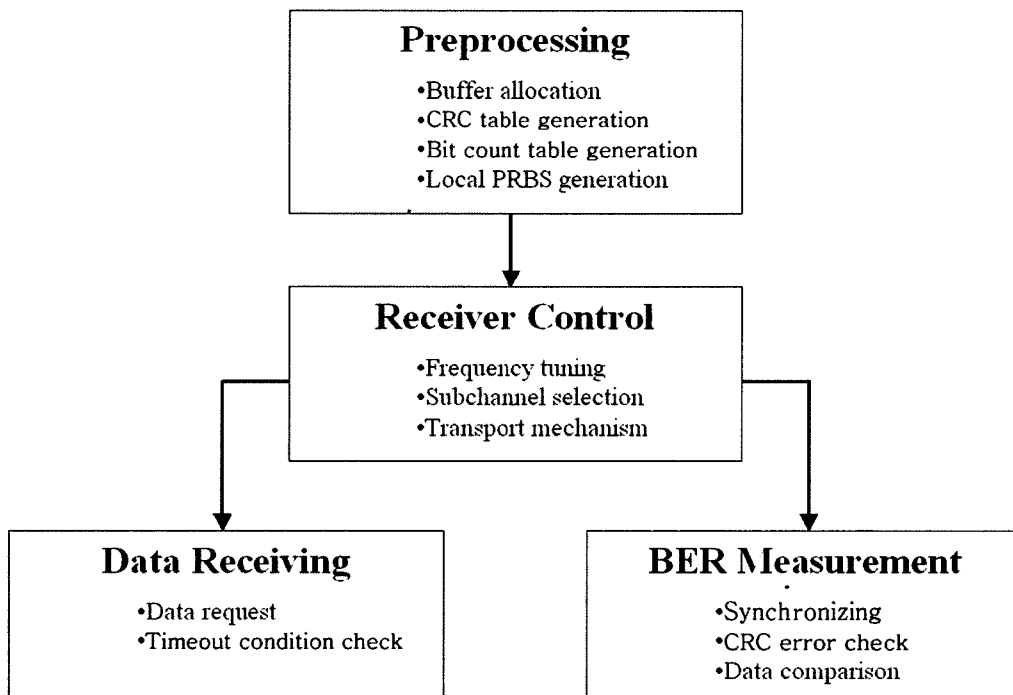 Preprocessing
•Buffer allocation
•CRC table generation
•Bit count table generation
•Local PRBS generation
Receiver Control
•Frequency tuning
•Subchannel selection
•Transport mechanism
Data Receiving
•Data request
•Timeout condition check
BER Measurement
•Synchronizing
•CRC error check
•Data comparison